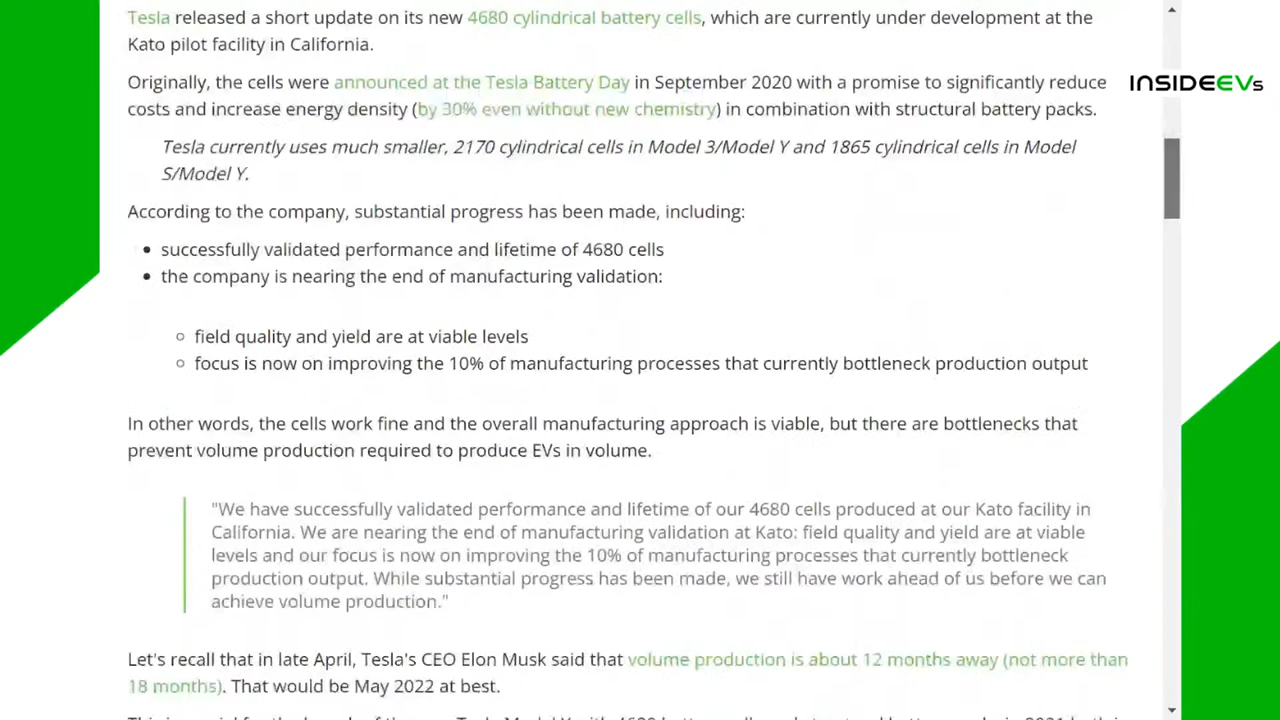 Tesla released a short update on its new 4680 cylindrical battery cells, which are currently under development at the
Kato pilot facility in California.
Originally, the cells were announced at the Tesla Battery Day in September 2020 with a promise to significantly reduce
INSIDEEVs
costs and increase energy density (by 30% even without new chemistry) in combination with structural battery packs.
Tesla currently uses much smaller, 2170 cylindrical cells in Model 3/Model Y and 1865 cylindrical cells in Model
S/Model Y.
According to the company, substantial progress has been made, including:
• successfully validated performance and lifetime of 4680 cells
• the company is nearing the end of manufacturing validation:
○ field quality and yield are at viable levels
○ focus is now on improving the 10% of manufacturing processes that currently bottleneck production output
In other words, the cells work fine and the overall manufacturing approach is viable, but there are bottlenecks that
prevent volume production required to produce EVs in volume.
"We have successfully validated performance and lifetime of our 4680 cells produced at our Kato facility in
California. We are nearing the end of manufacturing validation at Kato: field quality and yield are at viable
levels and our focus is now on improving the 10% of manufacturing processes that currently bottleneck
production output. While substantial progress has been made, we still have work ahead of us before we can
achieve volume production."
Let's recall that in late April, Tesla's CEO Elon Musk said that volume production is about 12 months away (not more than
18 months). That would be May 2022 at best.